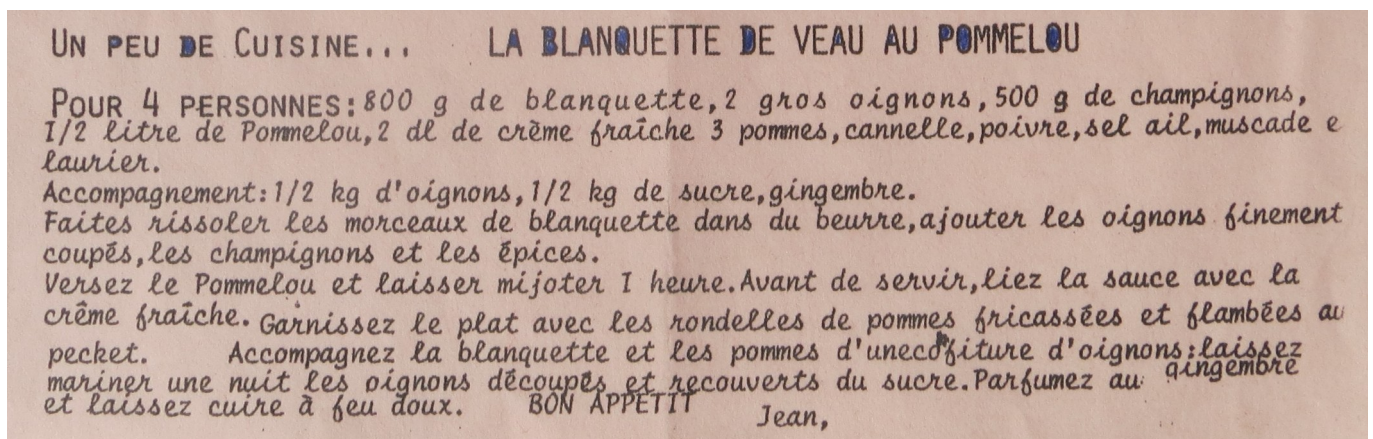 UN PEU DE CUISINE... LA BLANQUETTE DE VEAU AU POMMELOU
POUR 4 PERSONNES:800 g de blanquette,2 gros oignons,500 g de champignons,
I/2 litre de Pommelou,2 dl de crème fraîche 3 pommes,cannelle,poivre,sel ail,muscade e
laurier.
Accompagnement:1/2 kg d'oignons,1/2 kg de sucre,gingembre.
Faites rissoler les morceaux de blanquette dans du beurre,ajouter les oignons finement
coupés,les champignons et les épices.
Versez le Pommelou et laisser mijoter I heure.Avant de servir,liez la sauce avec la
crême fraîche. Garnissez le plat avec les rondelles de pommes fricassées et flambées au
pecket. Accompagnez la blanquette et les pommes d'unecofiture d'oignons:laissez
mariner une nuit les oignons découpés et recouverts du sucre.Parfumez au gingembre
et laissez cuire à feu doux. BON APPETIT
Jean,